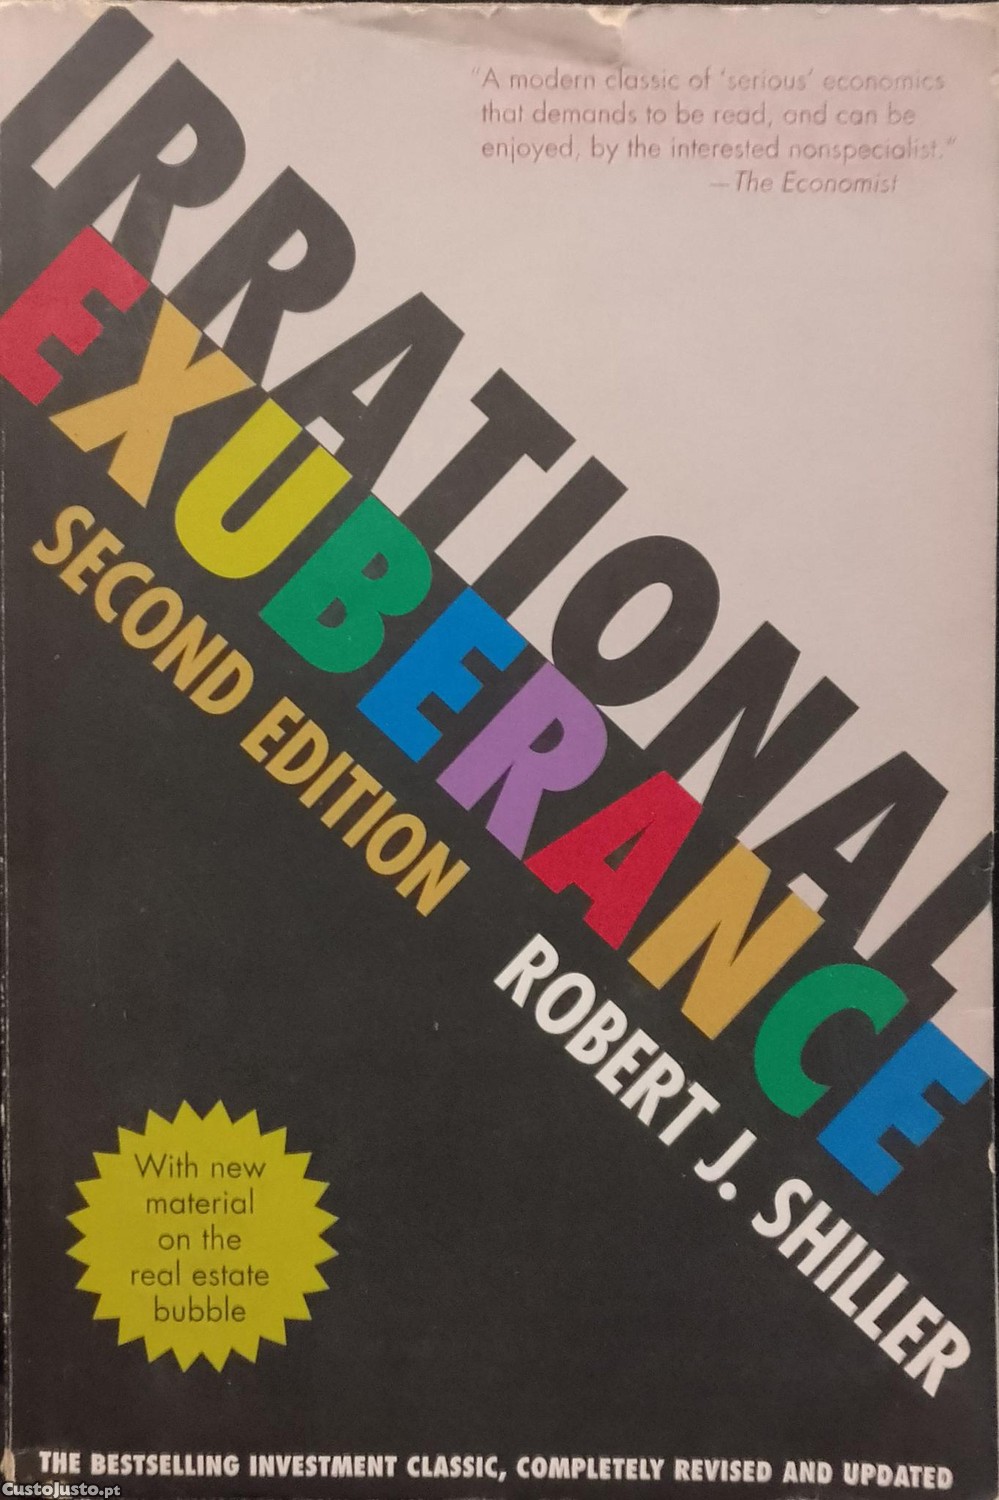 "A modern classic of 'serious' economics
that demands to be read, and can be
enjoyed, by the interested nonspecialist."
—The Economist
IRRATIONAL
EXUBERANCE
SECOND EDITION
ROBERT J. SHILLER
With new
material
on the
real estate
bubble
THE BESTSELLING INVESTMENT CLASSIC, COMPLETELY REVISED AND UPDATED
CustoJusto.pt